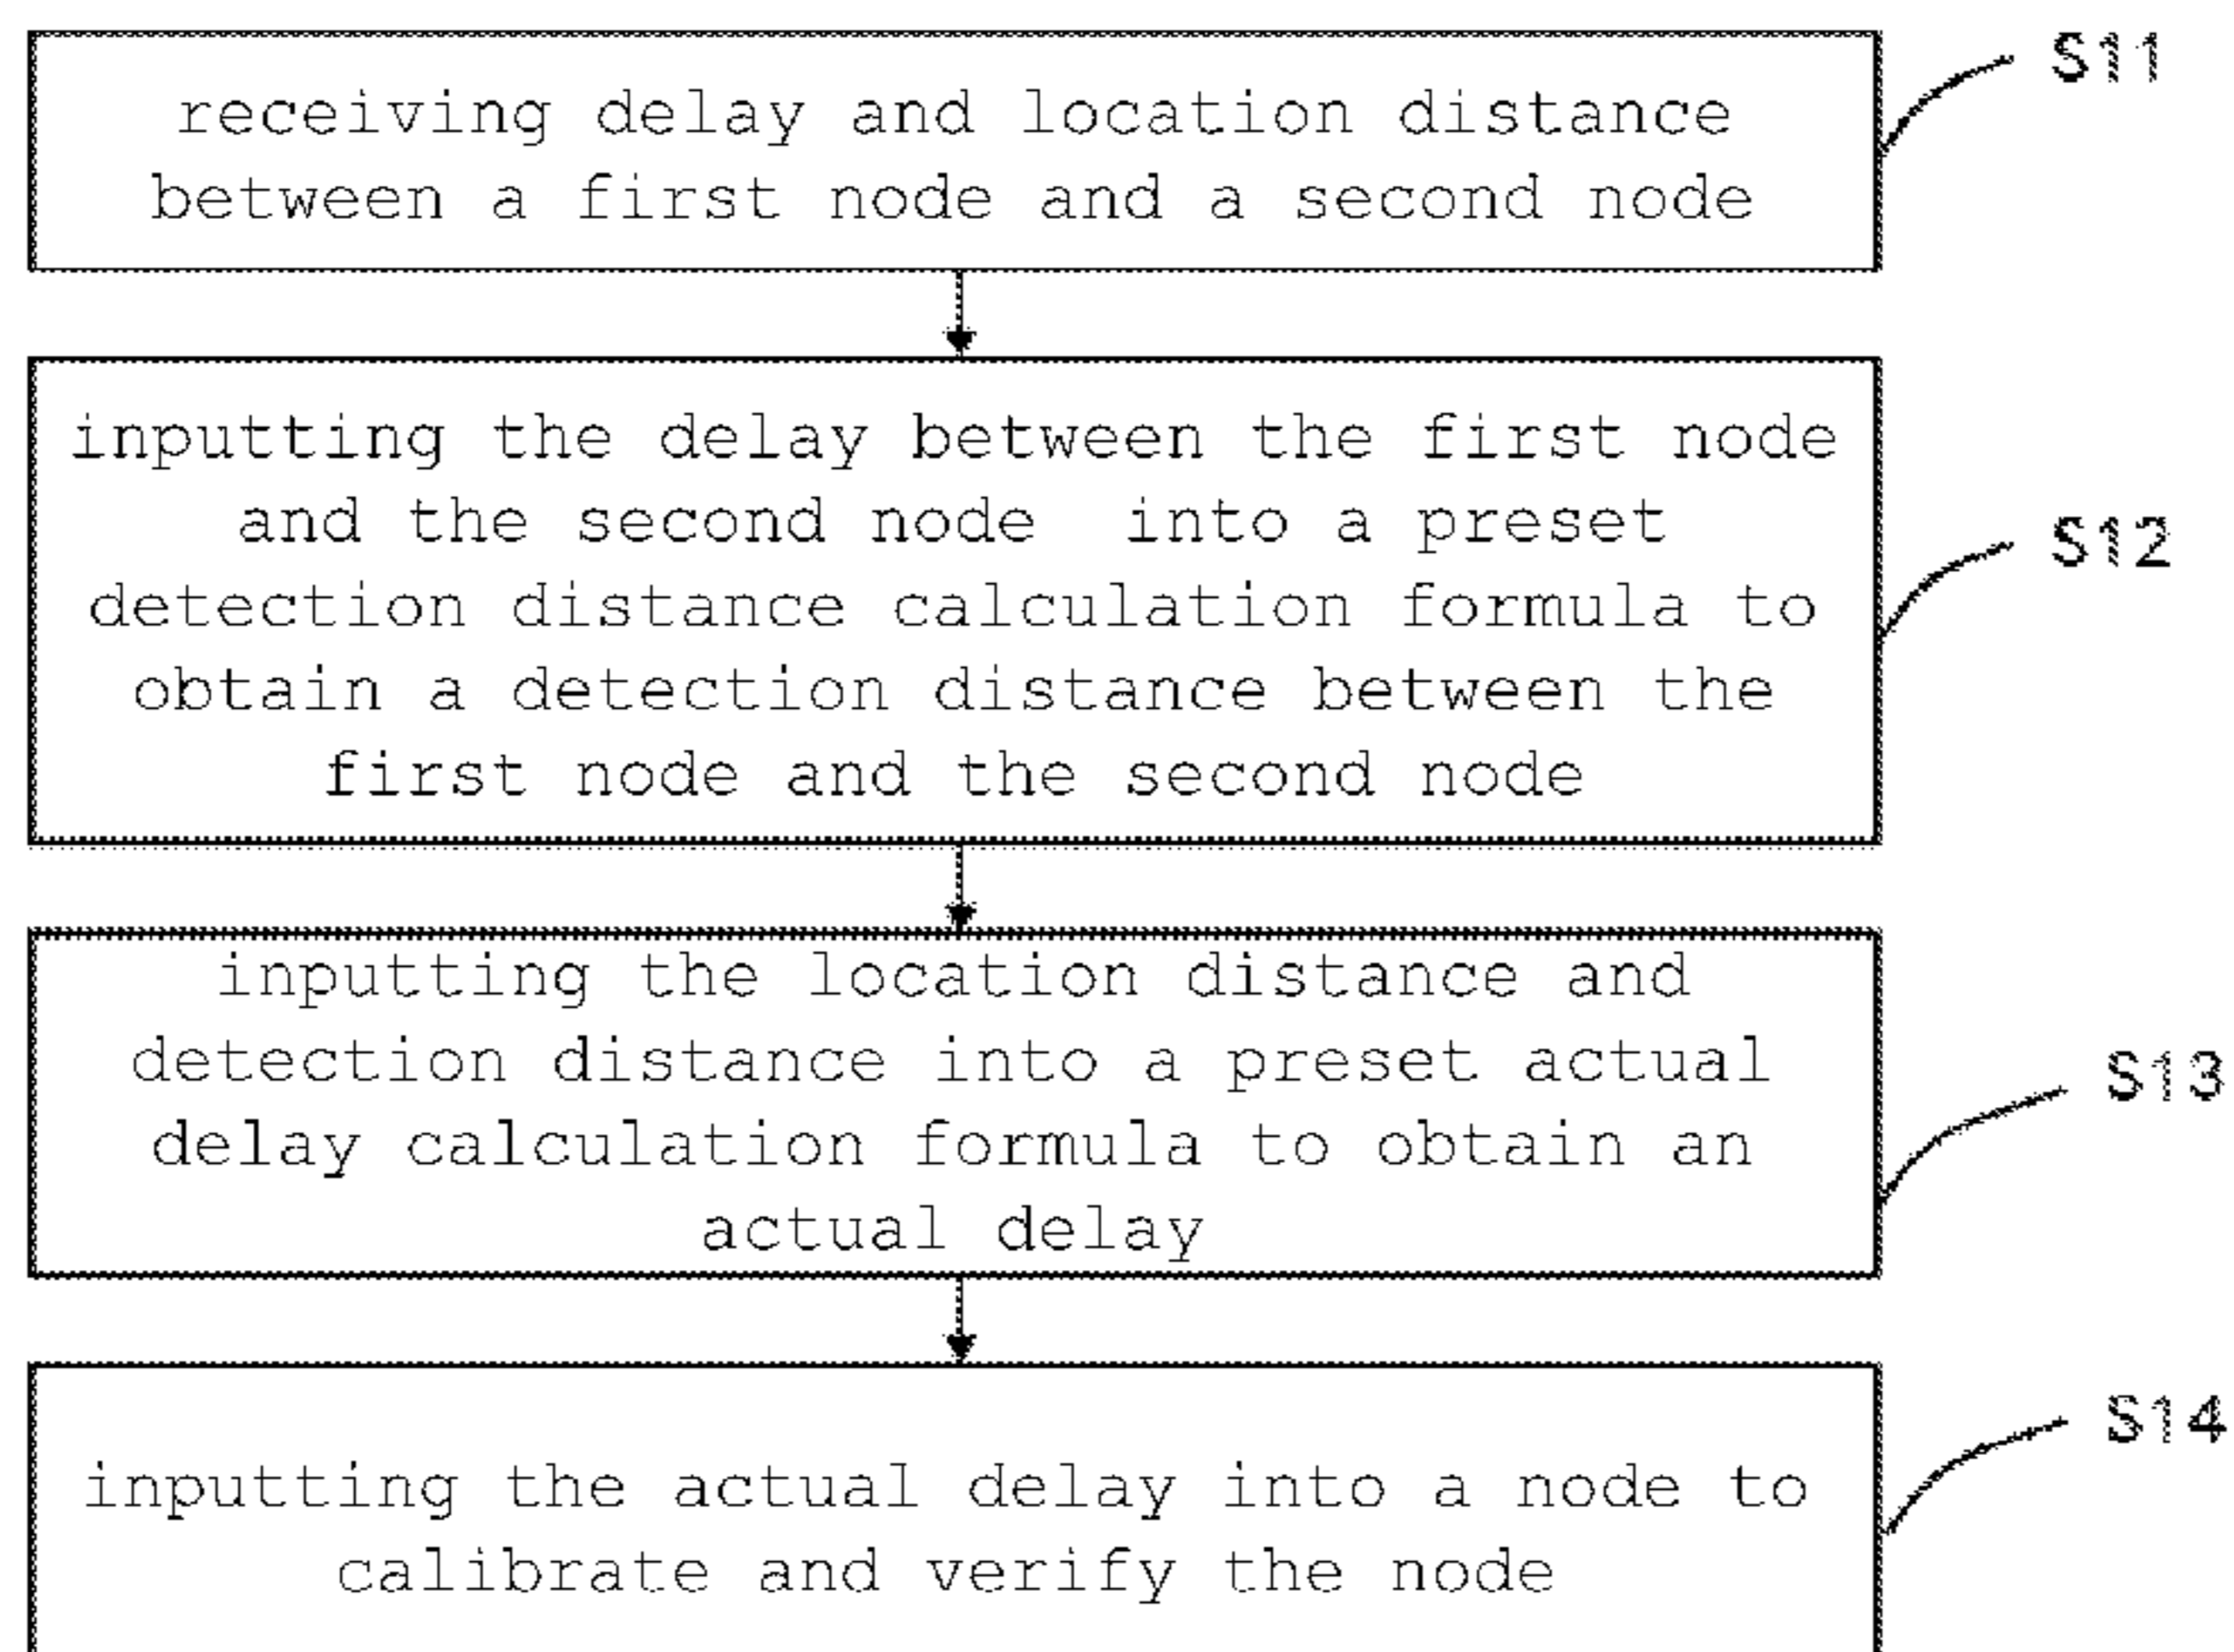 receiving delay and location distance
between a first node and a second node
S11
inputting the delay between the first node
and the second node into a preset
detection distance calculation formula to
obtain a detection distance between the
first node and the second node
S12
inputting the location distance and
detection distance into a preset actual
delay calculation formula to obtain an
actual delay
S13
inputting the actual delay into a node to
calibrate and verify the node
S14